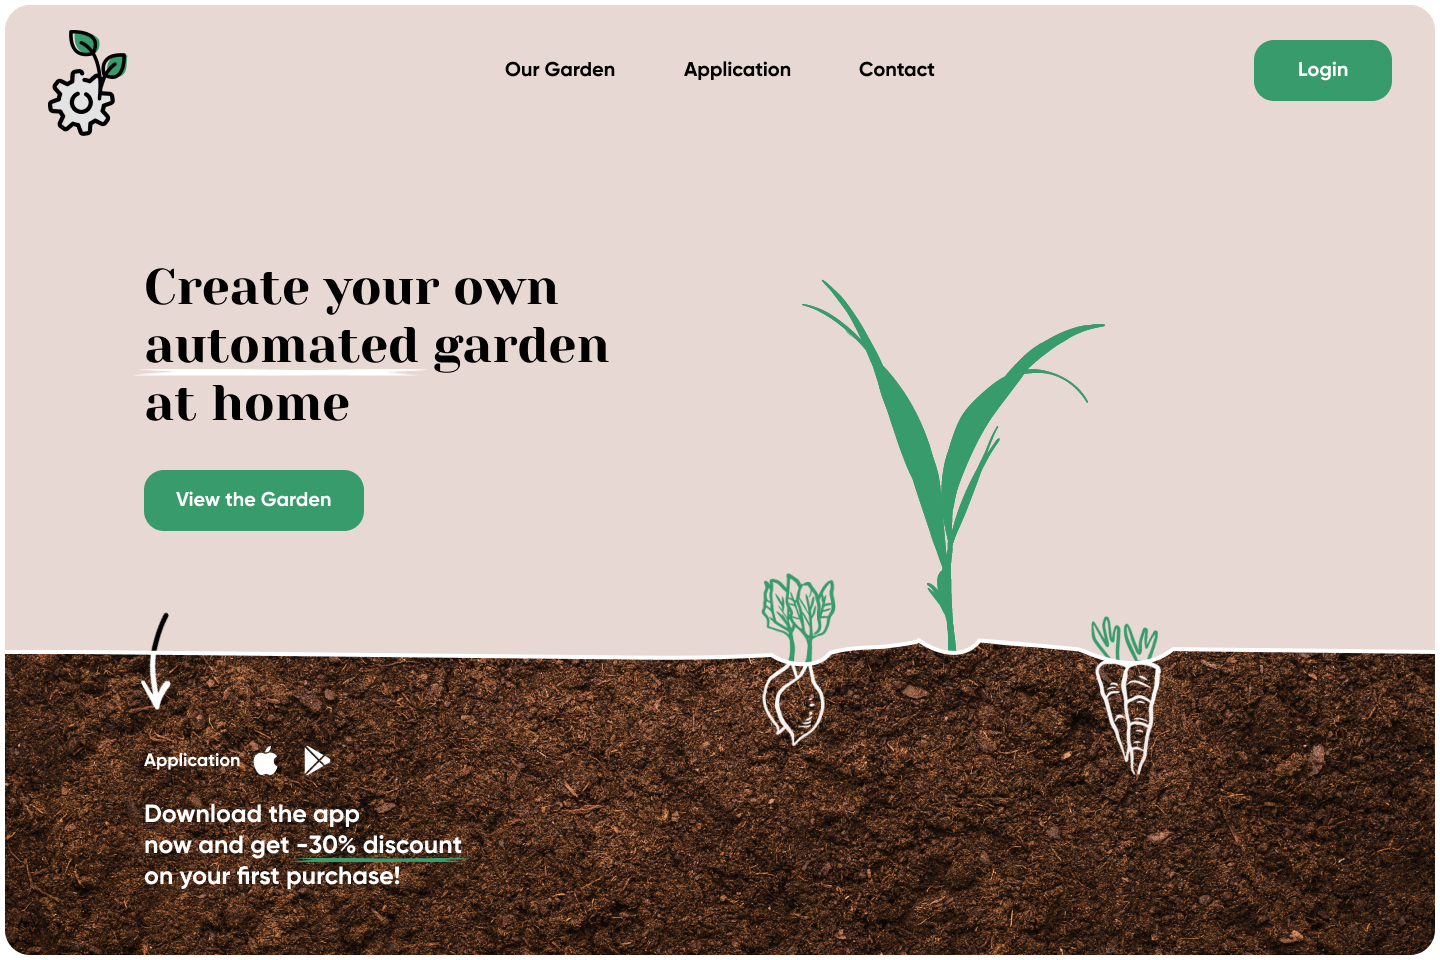 Our Garden
Application
Contact
Login
Create your own
automated garden
at home
View the Garden
Application
Download the app
now and get -30% discount
on your first purchase!